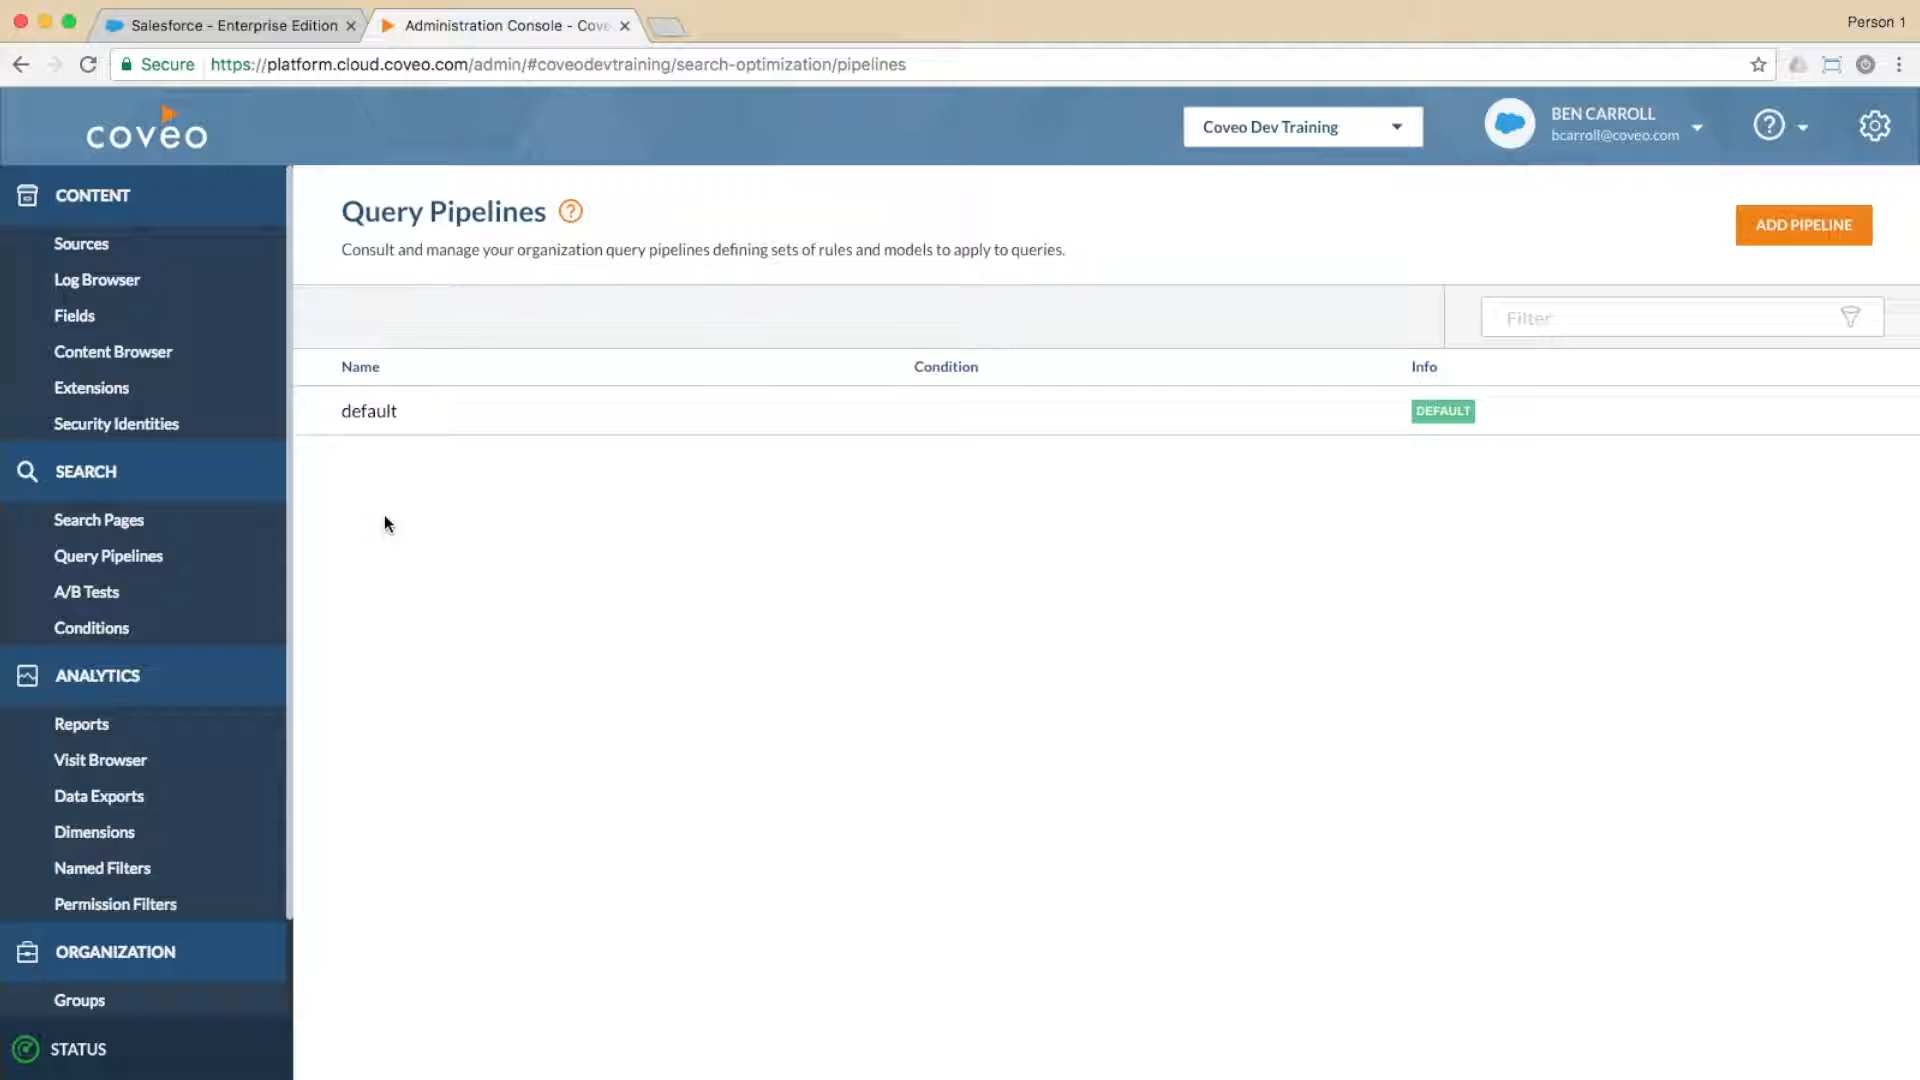 Salesforce - Enterprise Edition
Administration Console - Cove
Person 1
Secure
https://platform.cloud.coveo.com/admin/#coveodevtraining/search-optimization/pipelines
coveo
Coveo Dev Training
BEN CARROLL
bcarroll@coveo.com
CONTENT
Sources
Log Browser
Fields
Content Browser
Extensions
Security Identities
SEARCH
Search Pages
Query Pipelines
A/B Tests
Conditions
ANALYTICS
Reports
Visit Browser
Data Exports
Dimensions
Named Filters
Permission Filters
ORGANIZATION
Groups
STATUS
Query Pipelines ?
Consult and manage your organization query pipelines defining sets of rules and models to apply to queries.
ADD PIPELINE
Filter
Name Condition Info
default DEFAULT